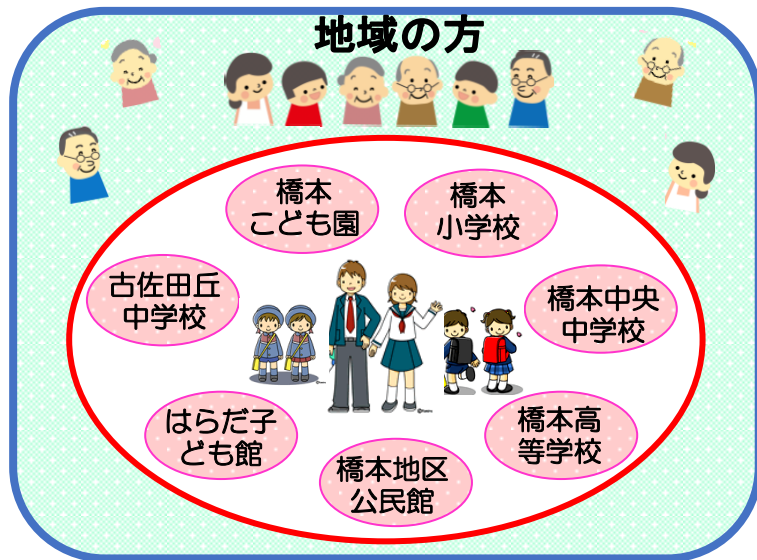 地域の方
橋本
こども園
橋本
小学校
古佐田丘
中学校
橋本中央
中学校
はらだ子
ども館
橋本高
等学校
橋本地区
公民館